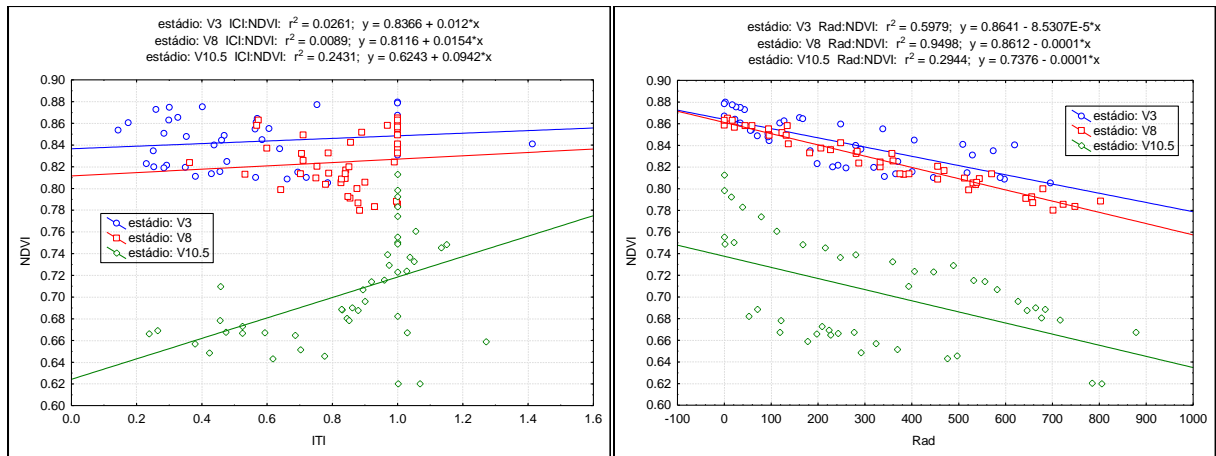 estádio: V3 ICI:NDVI: r² = 0.0261; y = 0.8366 + 0.012*x
estádio: V8 ICI:NDVI: r² = 0.0089; y = 0.8116 + 0.0154*x
estádio: V10.5 ICI:NDVI: r² = 0.2431; y = 0.6243 + 0.0942*x
0.90
0.88
0.86
0.84
0.82
0.80
0.78
0.76
0.74
0.72
0.70
0.68
0.66
0.64
0.62
0.60
NDVI
estádio: V3
estádio: V8
estádio: V10.5
0.0 0.2 0.4 0.6 0.8 1.0 1.2 1.4 1.6
ITI
estádio: V3 Rad:NDVI: r² = 0.5979; y = 0.8641 - 8.5307E-5*x
estádio: V8 Rad:NDVI: r² = 0.9498; y = 0.8612 - 0.0001*x
estádio: V10.5 Rad:NDVI: r² = 0.2944; y = 0.7376 - 0.0001*x
0.90
0.88
0.86
0.84
0.82
0.80
0.78
0.76
0.74
0.72
0.70
0.68
0.66
0.64
0.62
0.60
NDVI
estádio: V3
estádio: V8
estádio: V10.5
-100 0 100 200 300 400 500 600 700 800 900 1000
Rad